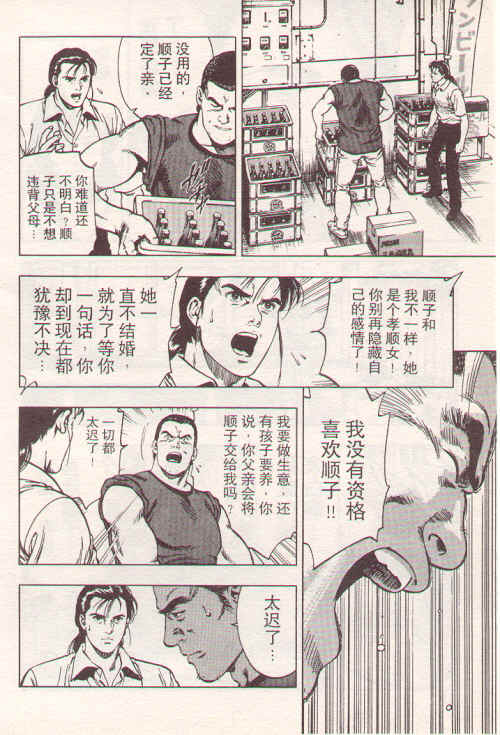 ンビール
没用的，
顺子已经
定了亲、
你难道还
不明白？顺
子只是不想
违背父母…
顺子和
我不一样，她
是个孝顺女！
你别再隐藏自
己的感情了！
她一
直不结婚，
就为了等你
一句话，你
却到现在都
犹豫不决…
我没有资格
喜欢顺子!!
我要做生意，还
有孩子要养，你
说，你父亲会将
顺子交给我吗？
一切都
太迟了！
太迟了…